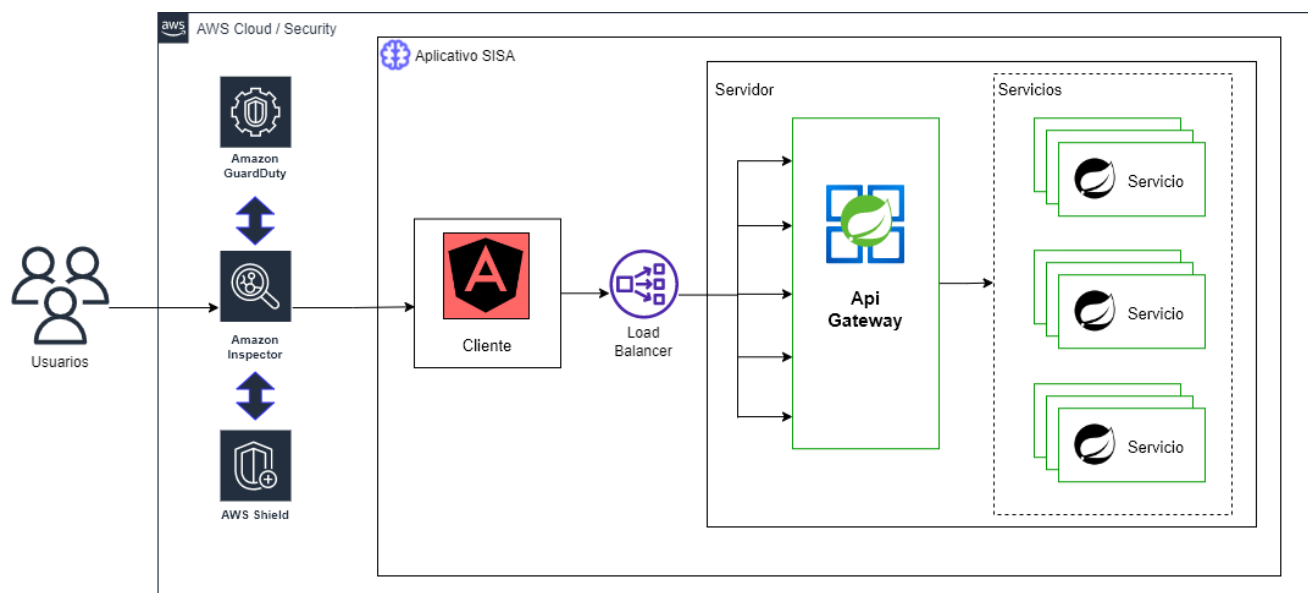 aws
AWS Cloud / Security
Aplicativo SISA
Amazon
GuardDuty
Servidor
Servicios
Servicio
Usuarios
Amazon
Inspector
A
Cliente
Load
Balancer
Api
Gateway
Servicio
AWS Shield
Servicio